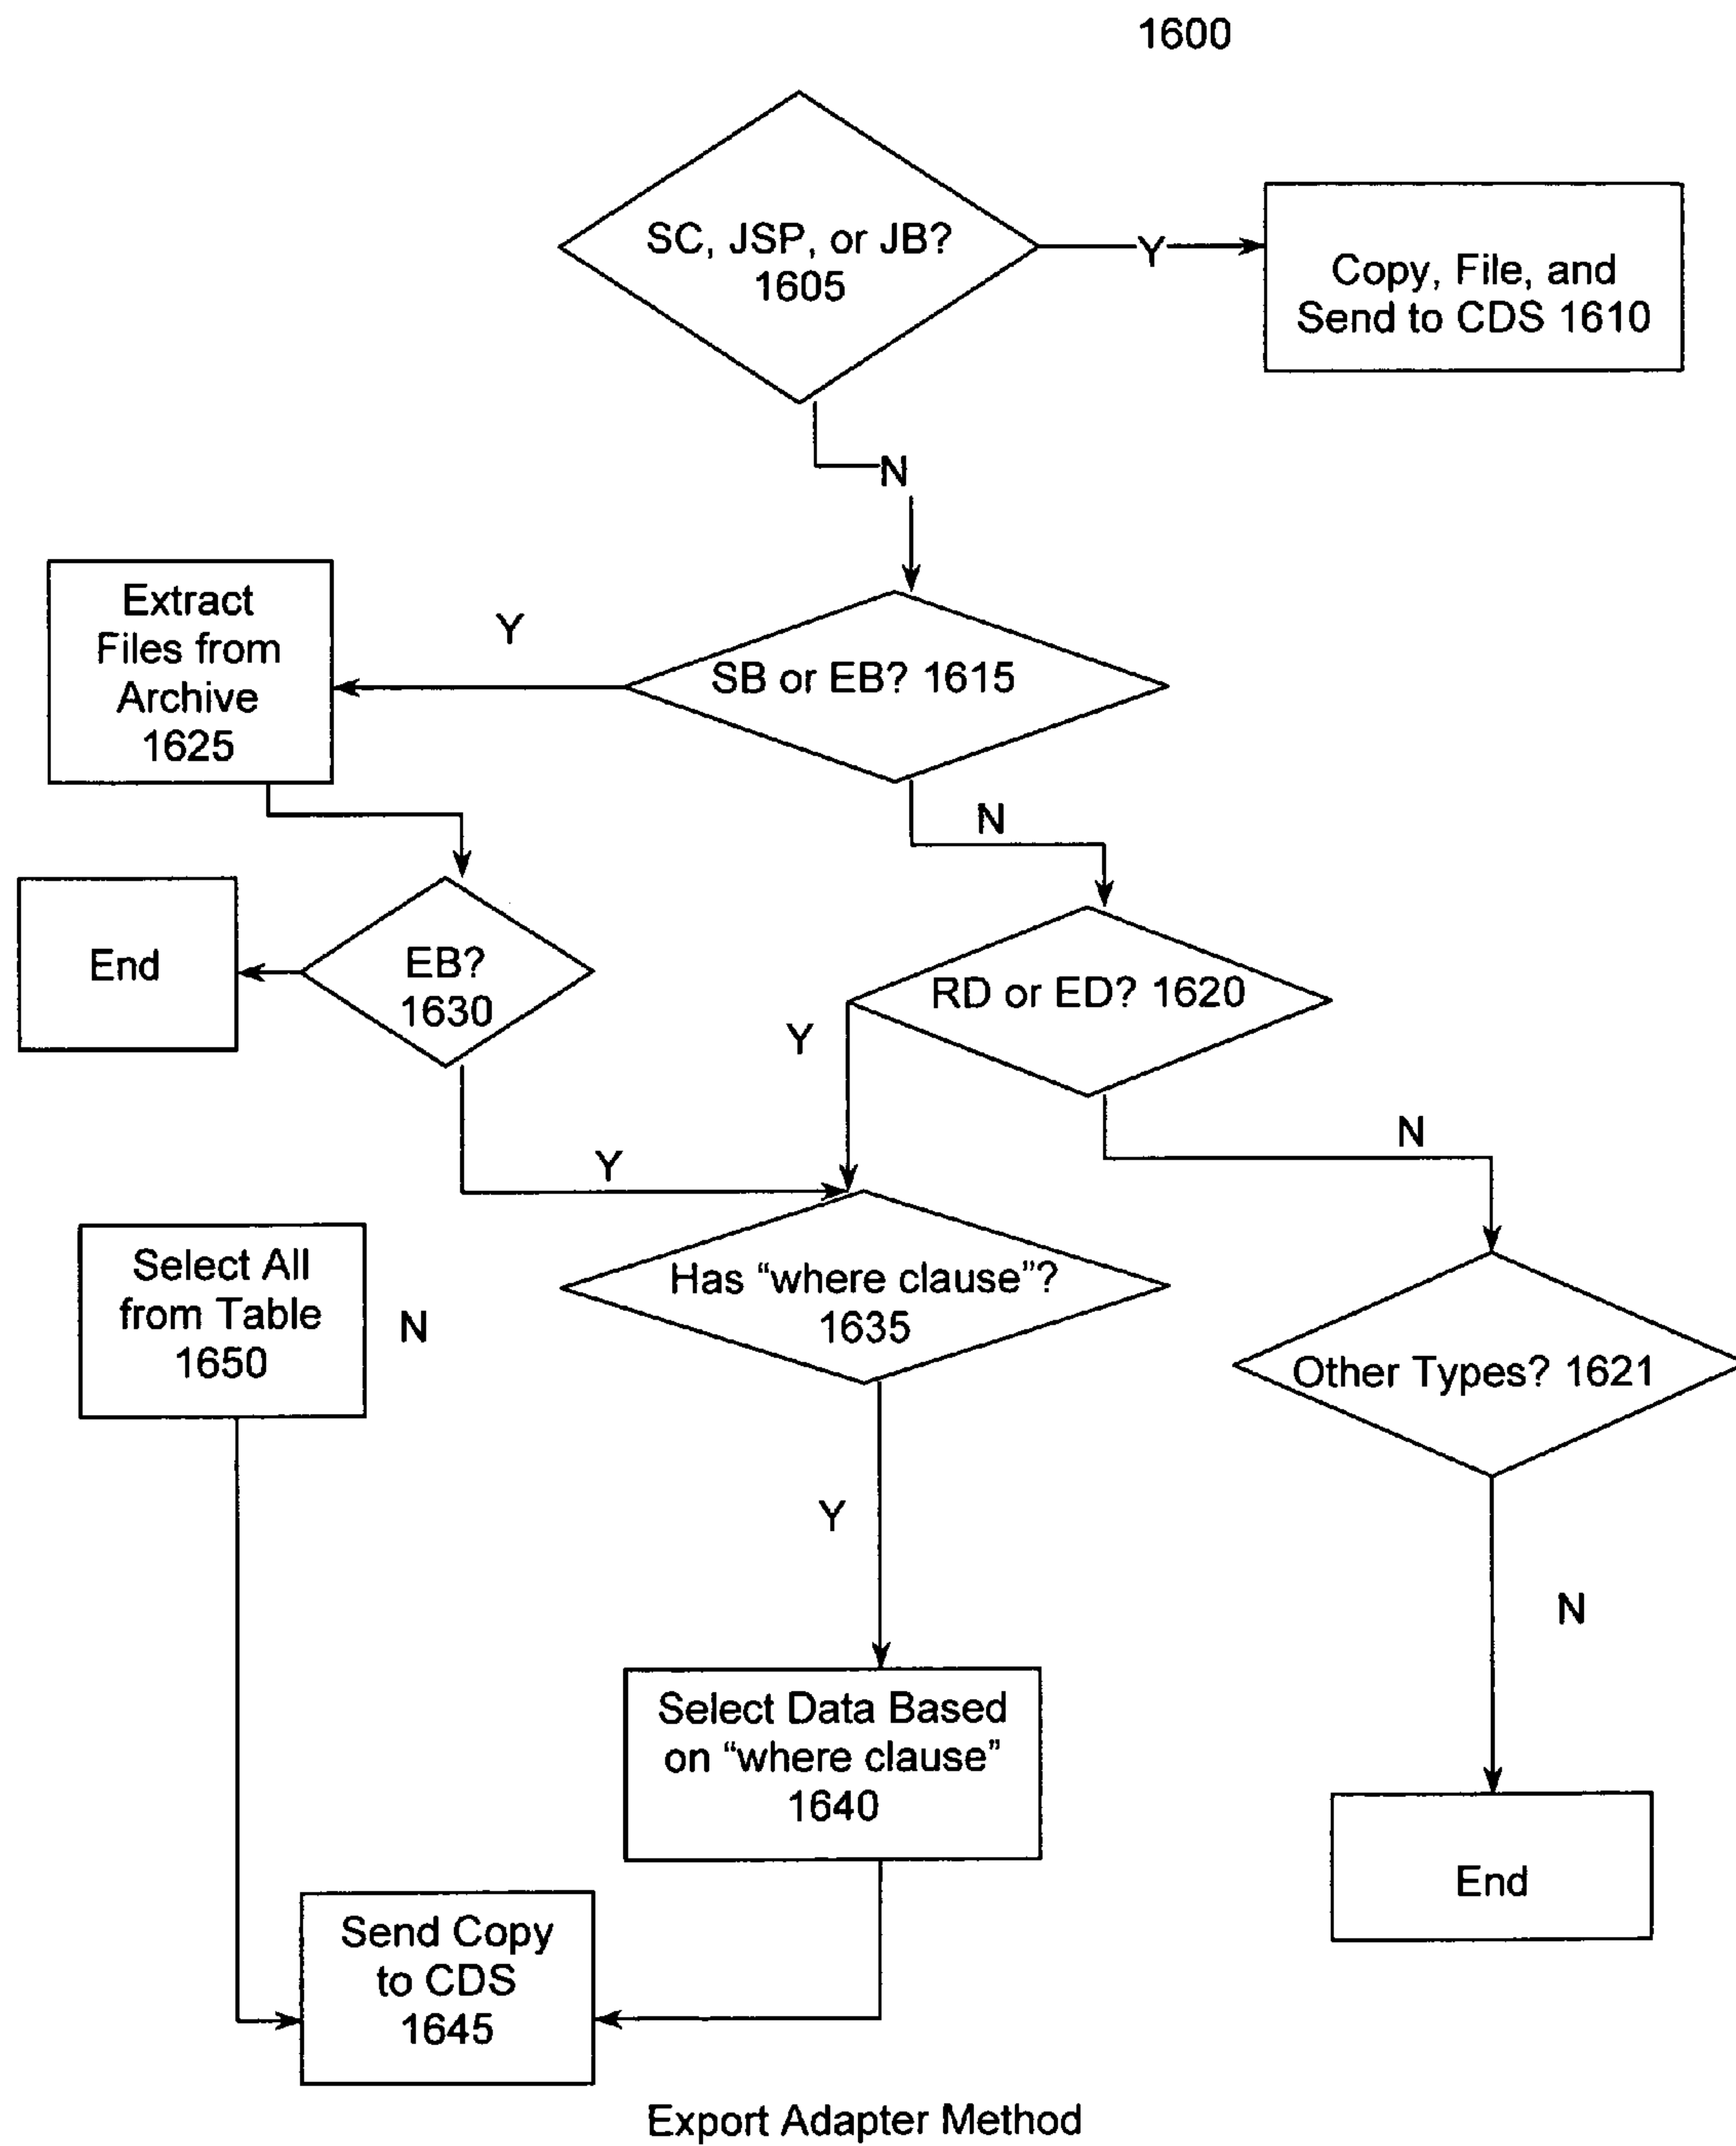 1600
SC, JSP, or JB?
1605
Y
Copy, File, and
Send to CDS 1610
N
Extract
Files from
Archive
1625
Y
SB or EB? 1615
N
End
EB?
1630
RD or ED? 1620
Y
N
Y
Select All
from Table
1650
N
Has “where clause”?
1635
Other Types? 1621
Y
N
Select Data Based
on “where clause”
1640
End
Send Copy
to CDS
1645
Export Adapter Method